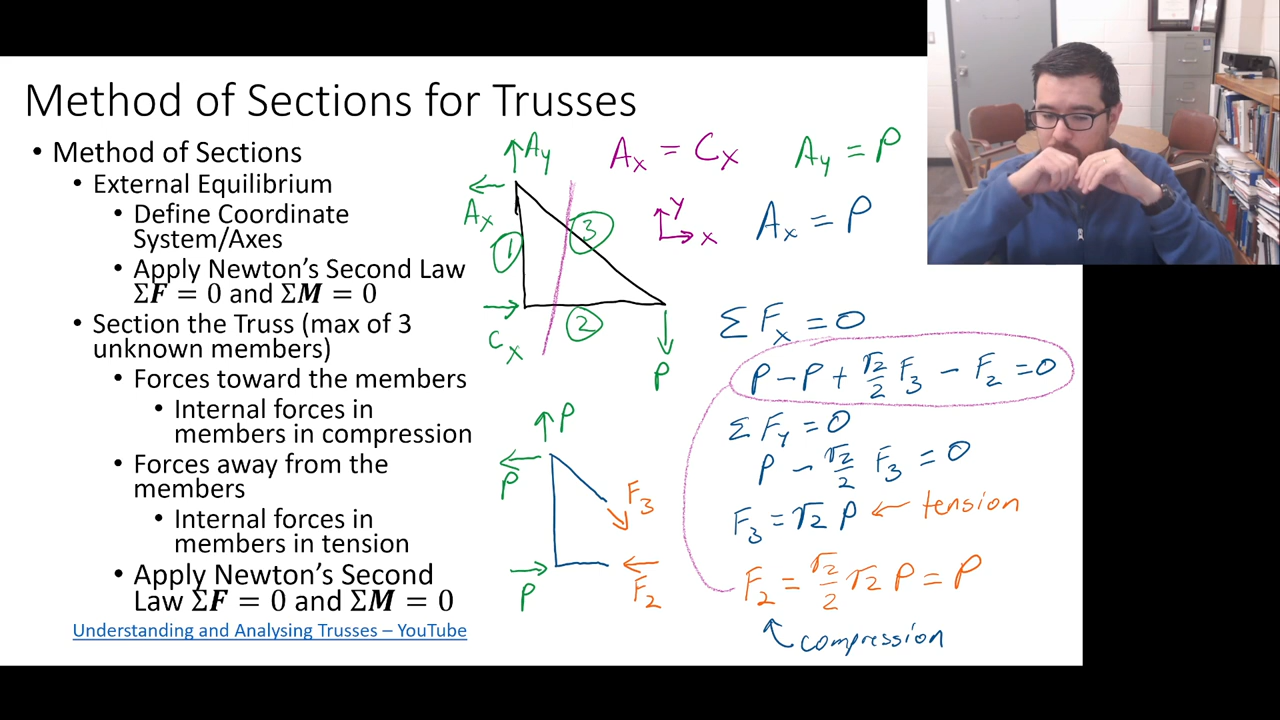 Method of Sections for Trusses
• Method of Sections
• External Equilibrium
• Define Coordinate
System/Axes
• Apply Newton's Second Law
ΣF = 0 and ΣM = 0
• Section the Truss (max of 3
unknown members)
• Forces toward the members
• Internal forces in
members in compression
• Forces away from the
members
• Internal forces in
members in tension
• Apply Newton's Second
Law ΣF = 0 and ΣM = 0
Understanding and Analysing Trusses – YouTube
↑Ay
← Ax
①
③
②
→ Cx
↓ P
↑ P
← P
→ P
F₃
← F₂
Ax = Cx
Ay = P
y
x
Ax = P
ΣFx = 0
P - P + √2/2 F₃ - F₂ = 0
ΣFy = 0
P - √2/2 F₃ = 0
F₃ = √2 P ← tension
F₂ = √2/2 √2 P = P
compression